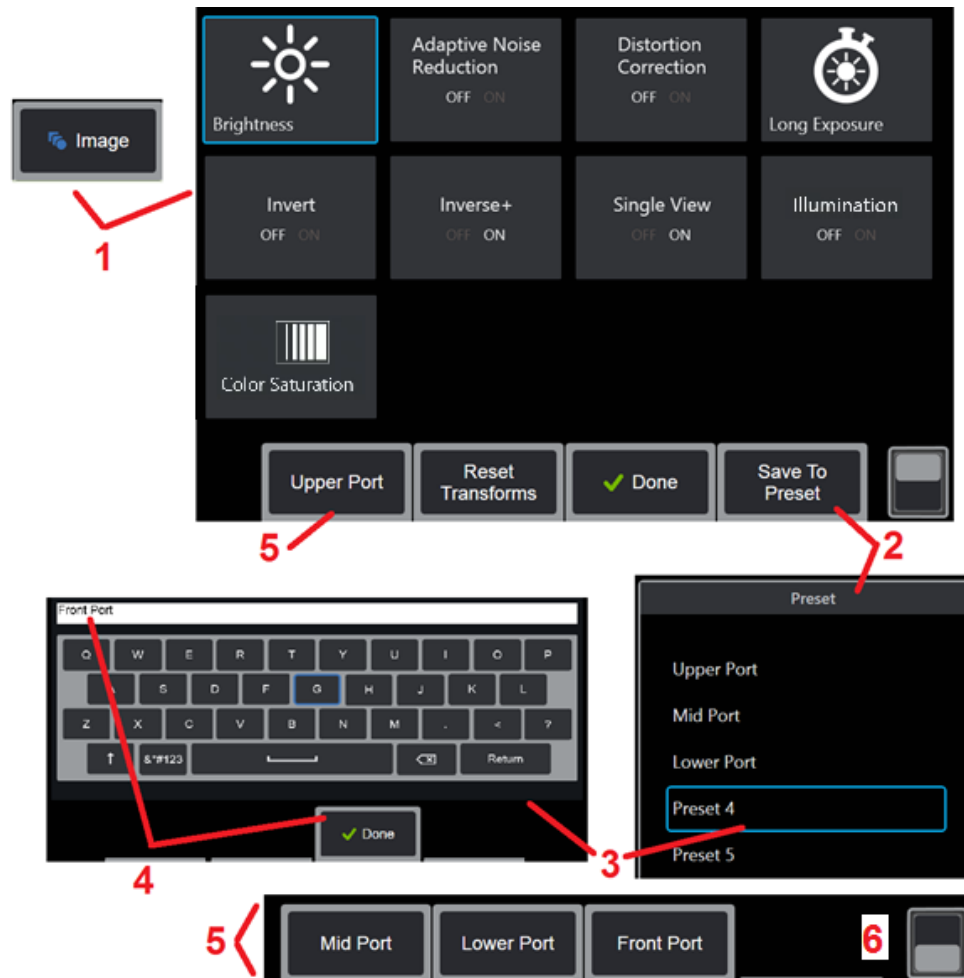 Image
1
Brightness
Adaptive Noise
Reduction
OFF ON
Distortion
Correction
OFF ON
Long Exposure
Invert
OFF ON
Inverse+
OFF ON
Single View
OFF ON
Illumination
OFF ON
Color Saturation
Upper Port
Reset
Transforms
Done
Save To
Preset
5
2
Front Port
Q W E R T Y U I O P
A S D F G H J K L
Z X C V B N M . < ?
↑ &*#123 Return
Done
4
3
Preset
Upper Port
Mid Port
Lower Port
Preset 4
Preset 5
5
Mid Port
Lower Port
Front Port
6